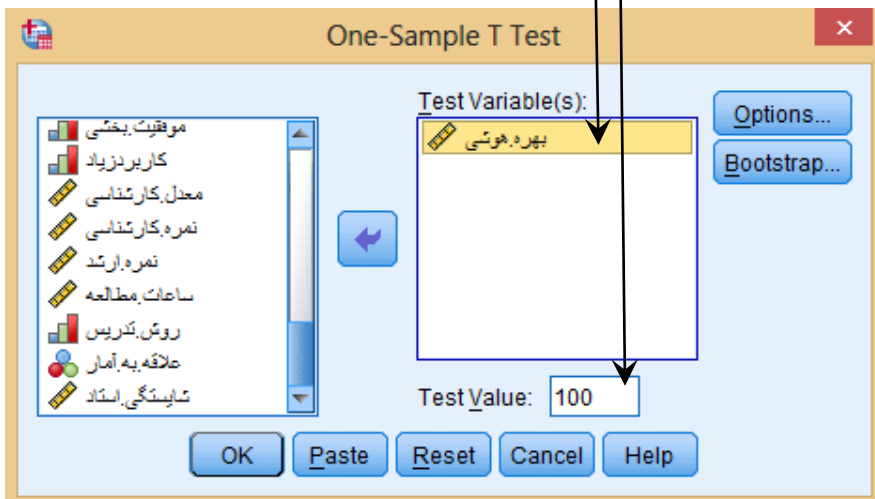 One-Sample T Test
Test Variable(s):
موفقیت.بخشی
کاربردزیاد
معدل.کارشناسی
نمره.کارشناسی
نمره.ارشد
ساعات.مطالعه
روش.تدریس
علاقه.به.آمار
شایستگی.استاد
بهره.هوشی
Options...
Bootstrap...
Test Value: 100
OK Paste Reset Cancel Help